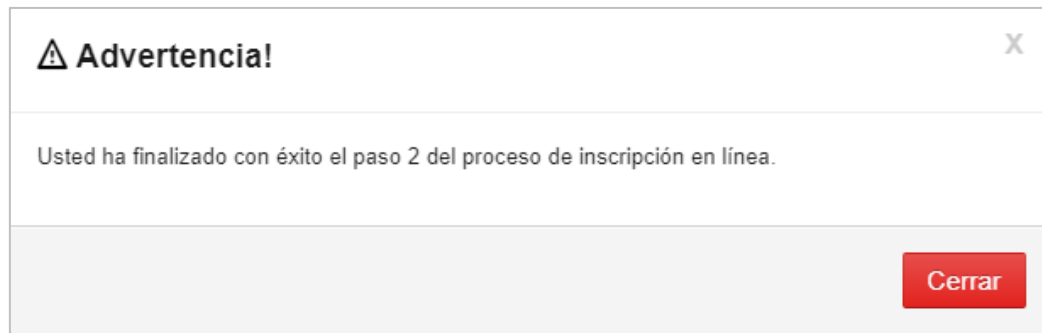 ⚠ Advertencia!
X
Usted ha finalizado con éxito el paso 2 del proceso de inscripción en línea.
Cerrar